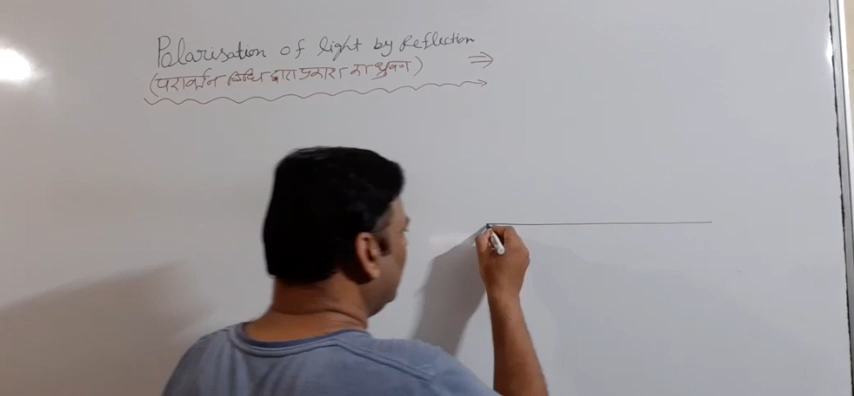 Polarisation of light by Reflection ⇒
(परावर्तन विधि द्वारा प्रकाश का ध्रुवण)